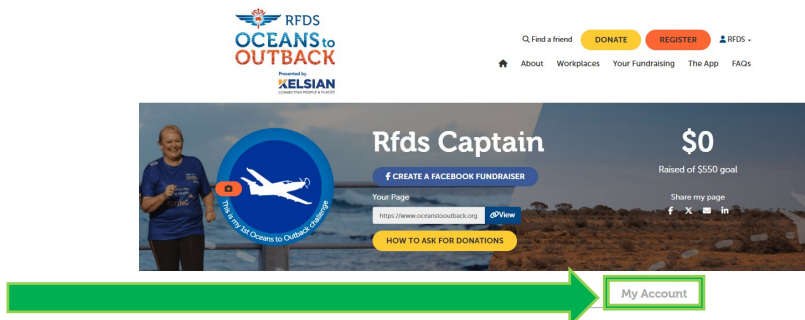 RFDS
OCEANS to
OUTBACK
Presented by
KELSIAN
CONNECTING PEOPLE & PLACES
Find a friend DONATE REGISTER RFDS
About Workplaces Your Fundraising The App FAQs
Rfds Captain
CREATE A FACEBOOK FUNDRAISER
Your Page
https://www.oceanstooutback.org View
HOW TO ASK FOR DONATIONS
$0
Raised of $550 goal
Share my page
This is my 1st Oceans to Outback challenge
FLYING
My Account